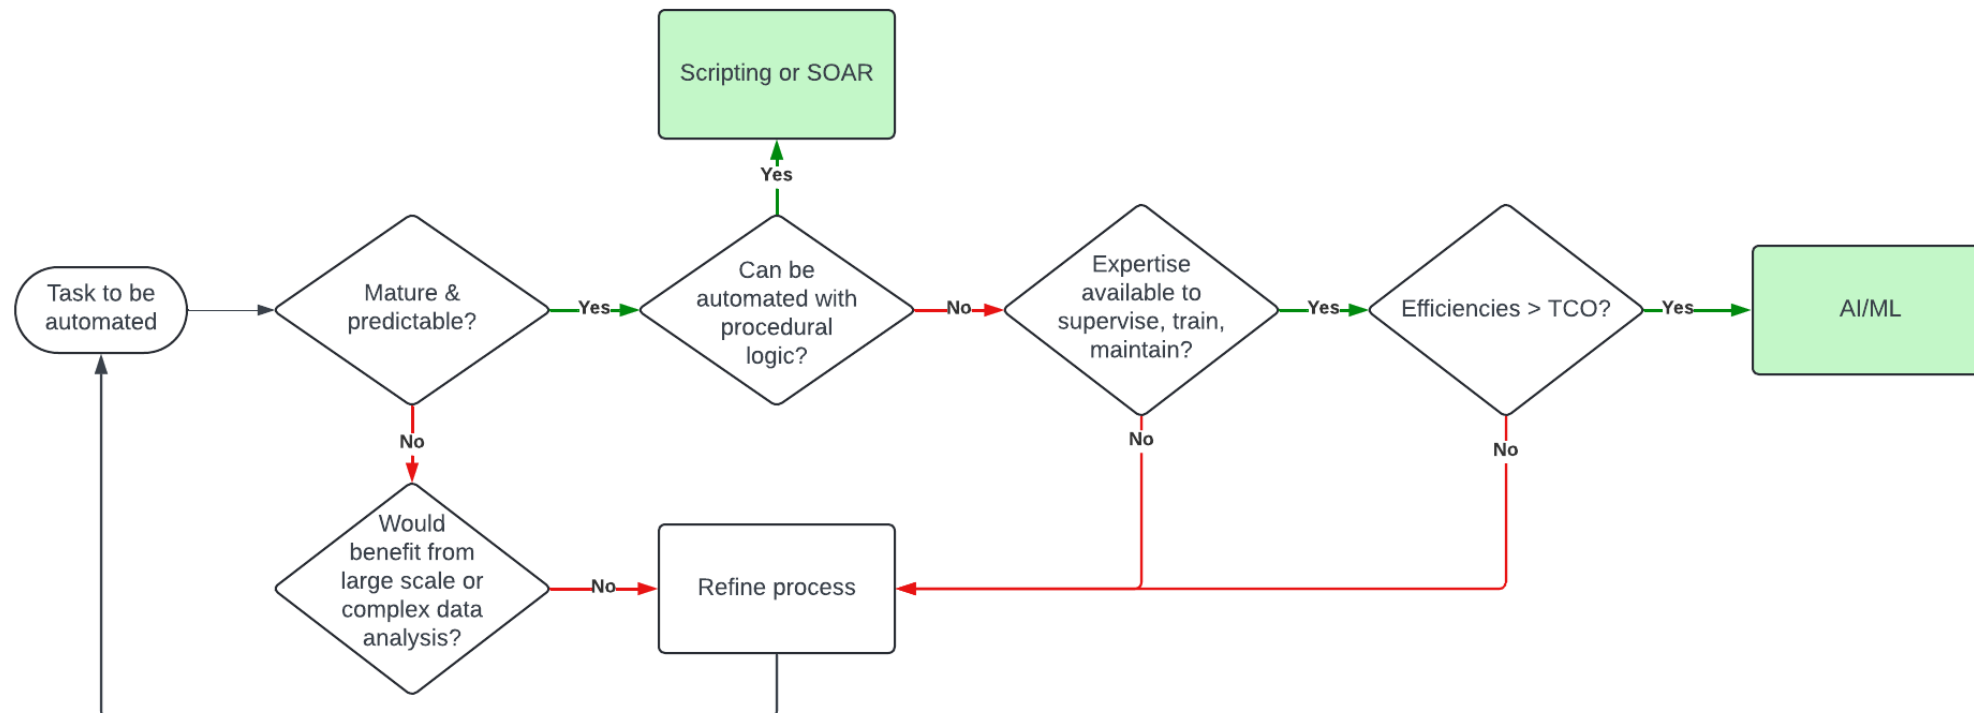 Scripting or SOAR
Yes
Task to be
automated
Mature &
predictable?
Yes
Can be
automated with
procedural
logic?
No
Expertise
available to
supervise, train,
maintain?
Yes
Efficiencies > TCO?
Yes
AI/ML
No
No
No
Would
benefit from
large scale or
complex data
analysis?
No
Refine process